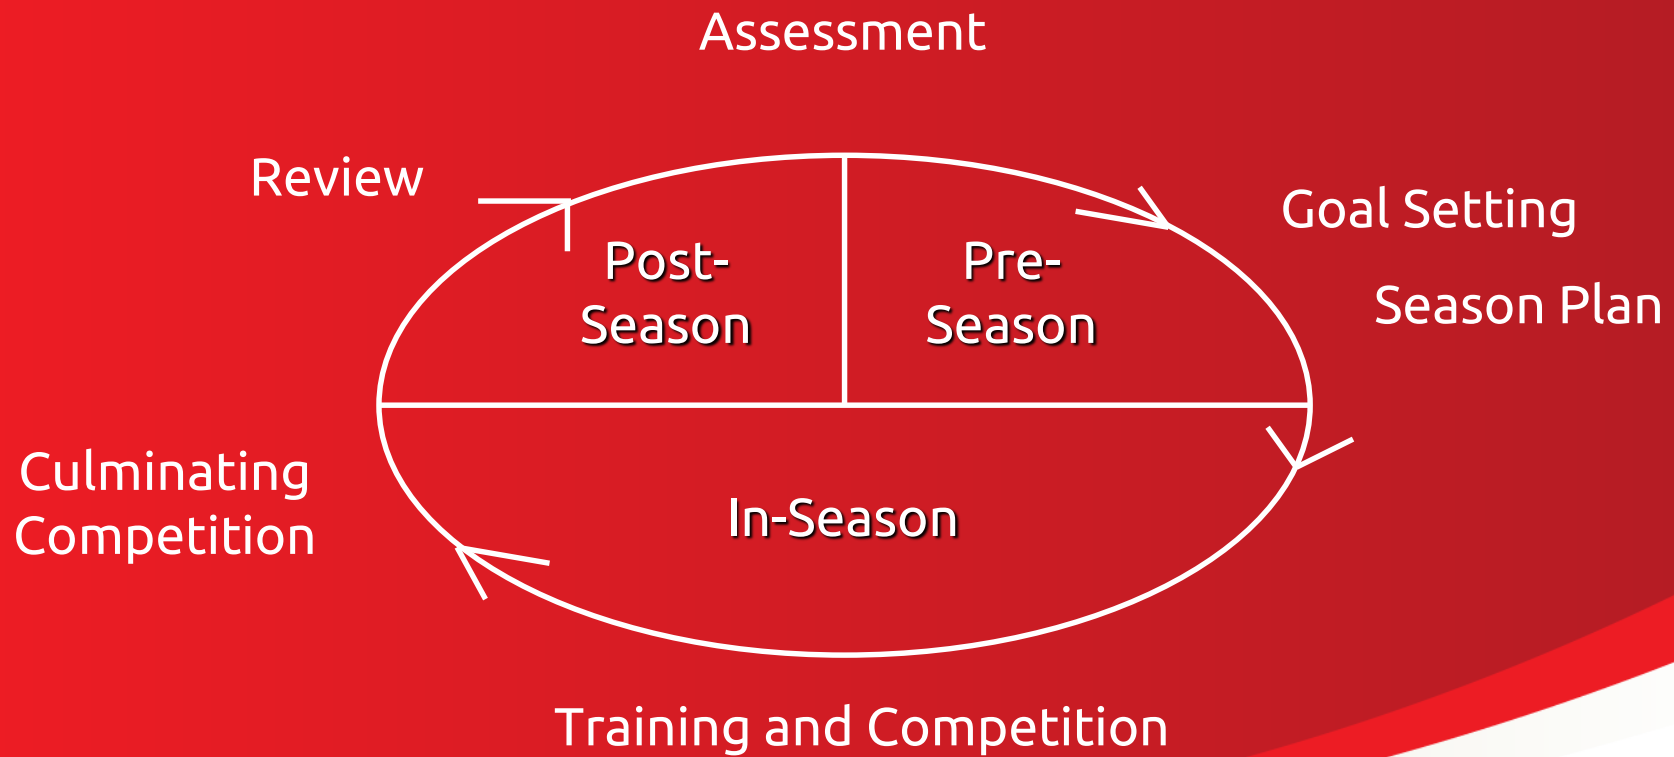 Assessment
Review
Goal Setting
Post-
Season
Pre-
Season
Season Plan
Culminating
Competition
In-Season
Training and Competition